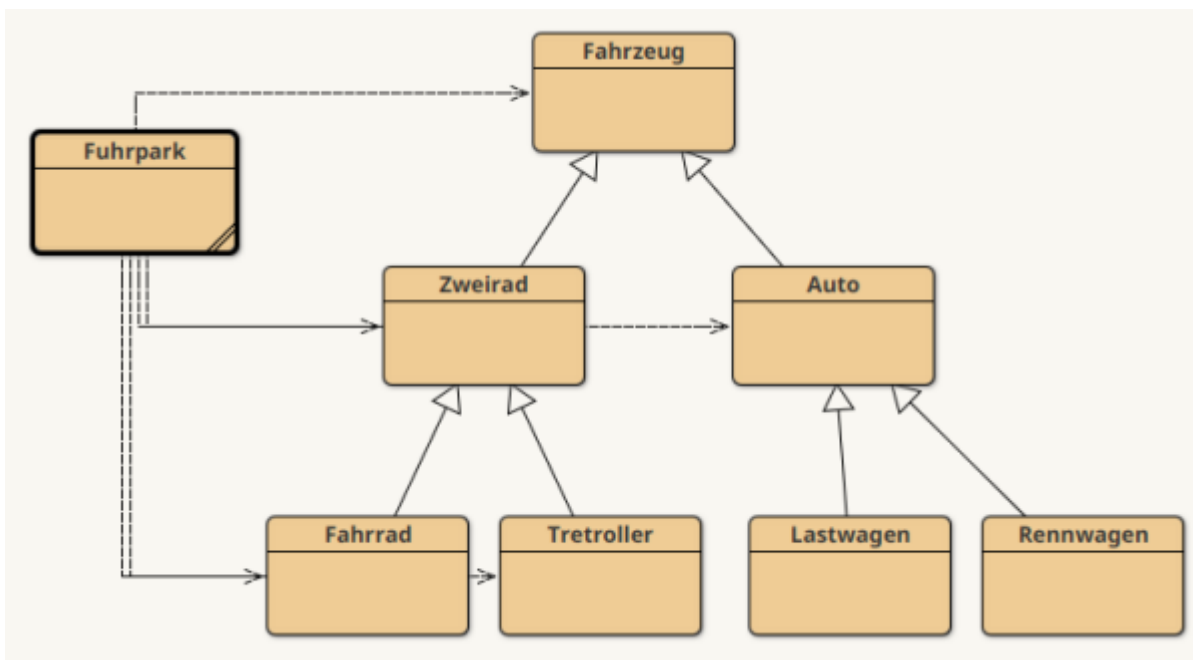 Fahrzeug
Fuhrpark
Zweirad
Auto
Fahrrad
Tretroller
Lastwagen
Rennwagen